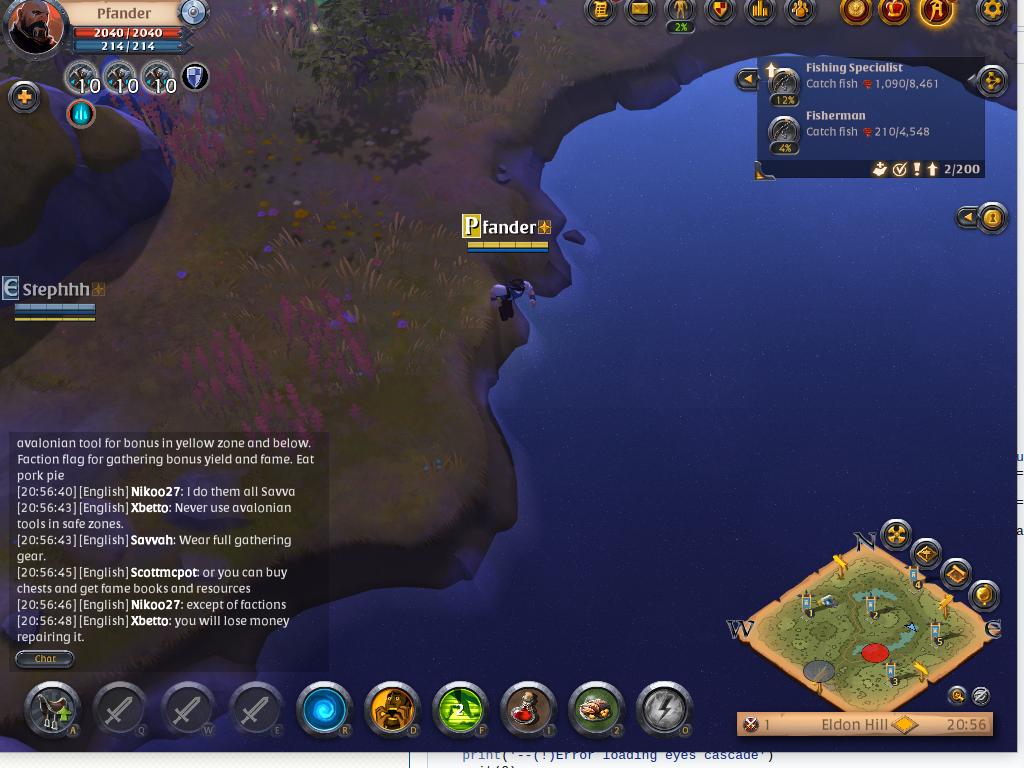 Pfander
2040 / 2040
214 / 214
2%
10 10 10
Fishing Specialist
Catch fish 1,090/8,461
12%
Fisherman
Catch fish 210/4,548
4%
2/200
Pfander
Stephhh
avalonian tool for bonus in yellow zone and below.
Faction flag for gathering bonus yield and fame. Eat
pork pie
[20:56:40] [English] Nikoo27: I do them all Savva
[20:56:43] [English] Xbetto: Never use avalonian
tools in safe zones.
[20:56:43] [English] Savvah: Wear full gathering
gear.
[20:56:45] [English] Scottmcpot: or you can buy
chests and get fame books and resources
[20:56:46] [English] Nikoo27: except of factions
[20:56:48] [English] Xbetto: you will lose money
repairing it.
Chat
N
W
E
1
2
3
4
5
A Q W E R D F 1 2 O
2
1 Eldon Hill 20:56
print('--(!)Error loading eyes cascade')